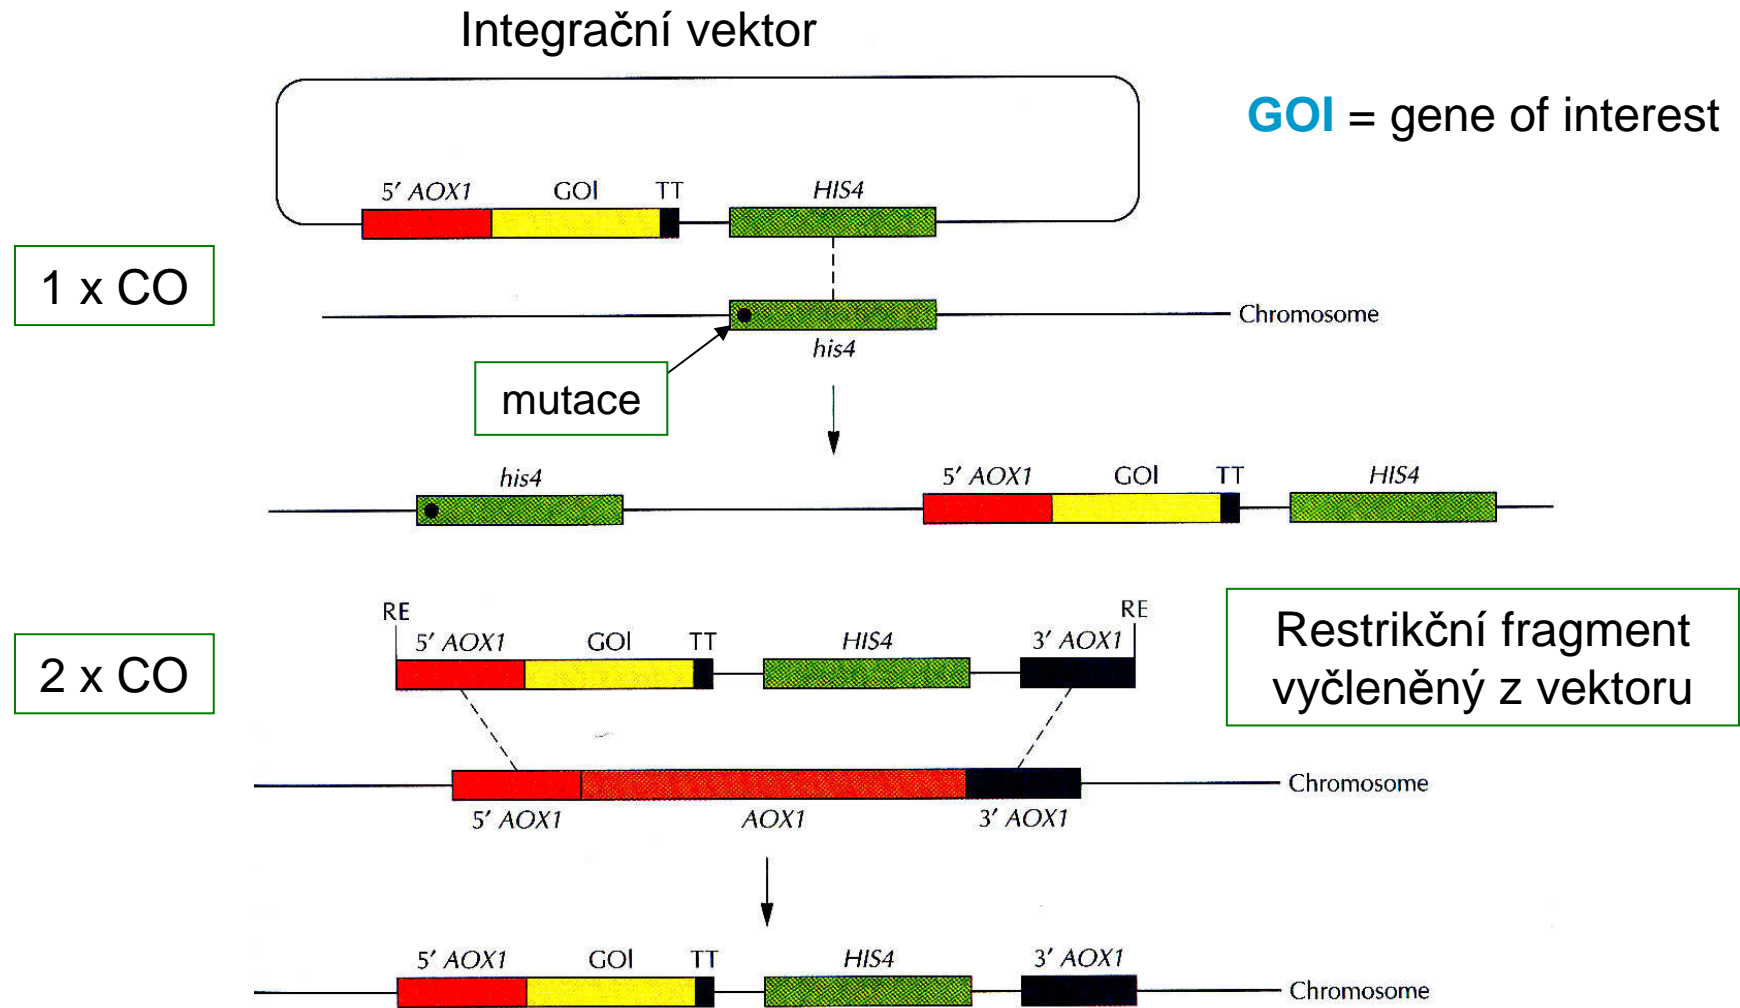 Integrační vektor
GOI = gene of interest
5' AOX1 GOI TT HIS4
1 x CO
Chromosome
his4
mutace
his4 5' AOX1 GOI TT HIS4
RE RE
5' AOX1 GOI TT HIS4 3' AOX1
2 x CO
Restrikční fragment
vyčleněný z vektoru
Chromosome
5' AOX1 AOX1 3' AOX1
5' AOX1 GOI TT HIS4 3' AOX1
Chromosome